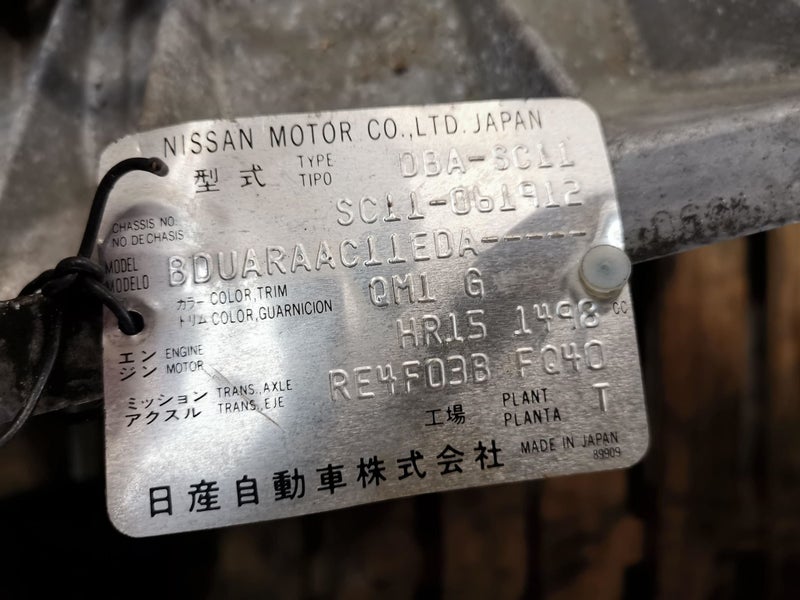 NISSAN MOTOR CO.,LTD.JAPAN
型式 TYPE TIPO DBA-SC11
CHASSIS NO. NO DE CHASIS SC11-061912
MODEL MODELO BDUARAAC11EDA-----
カラー COLOR,TRIM トリム COLOR,GUARNICION QM1 G
エンジン ENGINE MOTOR HR15 1498 CC
ミッション TRANS.,AXLE アクスル TRANS.,EJE RE4F03B FQ40
工場 PLANT PLANTA T
日産自動車株式会社 MADE IN JAPAN
89909